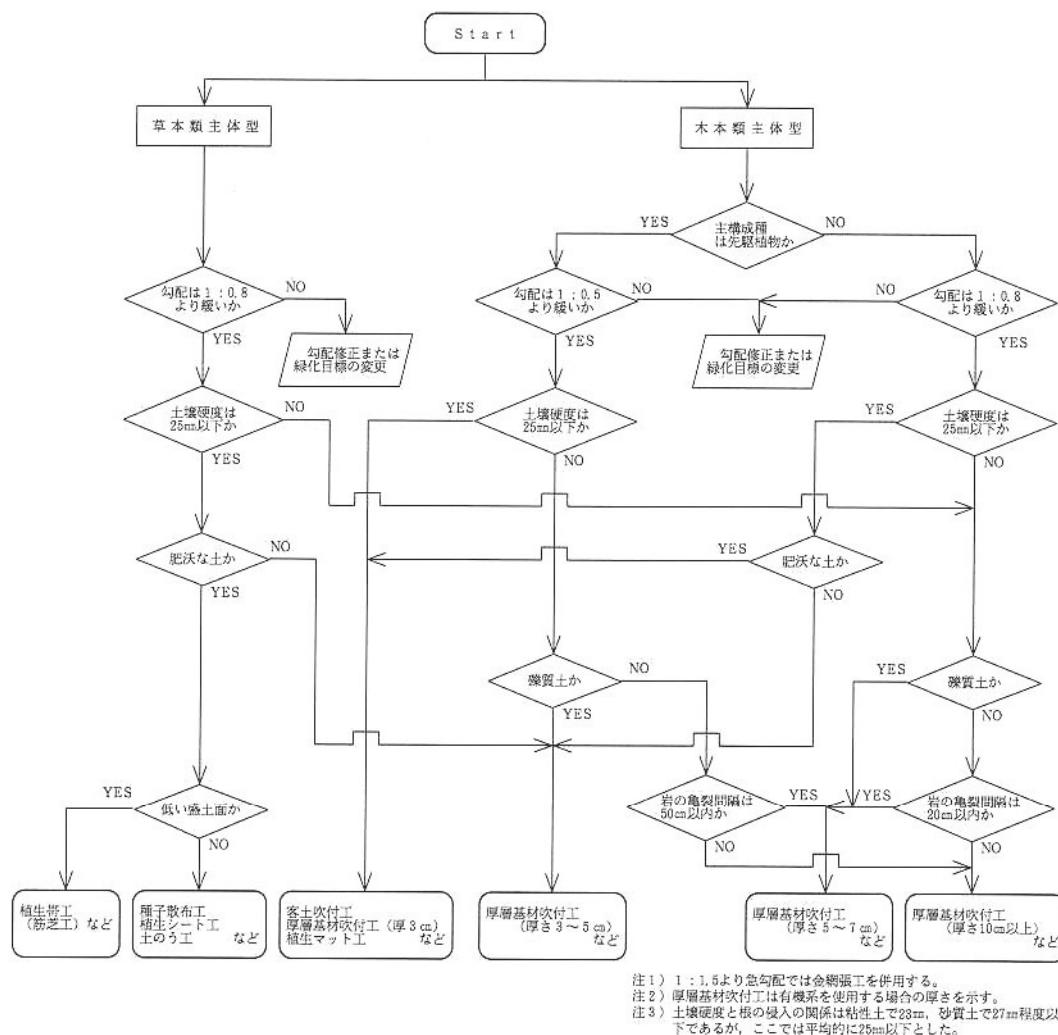 Start
草本類主体型
木本類主体型
主構成種
は先駆植物か
YES
NO
勾配は1:0.8
より緩いか
NO
YES
勾配は1:0.5
より緩いか
NO
YES
勾配は1:0.8
より緩いか
NO
YES
勾配修正または
緑化目標の変更
勾配修正または
緑化目標の変更
土壌硬度は
25㎜以下か
NO
YES
土壌硬度は
25㎜以下か
YES
NO
土壌硬度は
25㎜以下か
YES
NO
肥沃な土か
NO
YES
肥沃な土か
YES
NO
礫質土か
NO
YES
礫質土か
YES
NO
低い盛土面か
YES
NO
岩の亀裂間隔は
50㎝以内か
YES
NO
岩の亀裂間隔は
20㎝以内か
YES
NO
植生帯工
(筋芝工)など
種子散布工
植生シート工
土のう工 など
客土吹付工
厚層基材吹付工(厚3㎝)
植生マット工 など
厚層基材吹付工
(厚さ3~5㎝)
など
厚層基材吹付工
(厚さ5~7㎝)
など
厚層基材吹付工
(厚さ10㎝以上)
など
注1) 1:1.5より急勾配では金網張工を併用する。
注2) 厚層基材吹付工は有機系を使用する場合の厚さを示す。
注3) 土壌硬度と根の侵入の関係は粘性土で23㎜,砂質土で27㎜程度以
下であるが,ここでは平均的に25㎜以下とした。